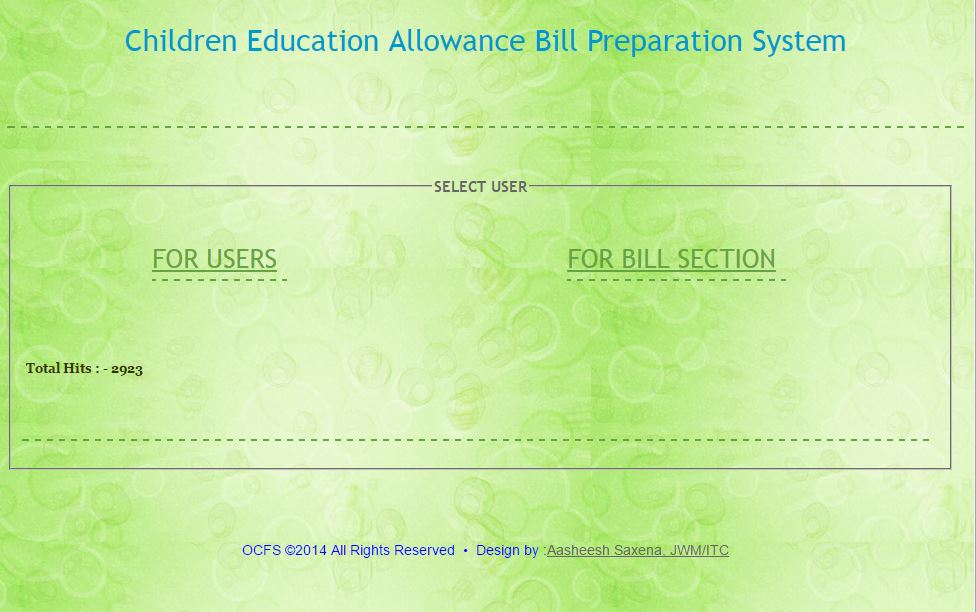 Children Education Allowance Bill Preparation System
SELECT USER
FOR USERS
FOR BILL SECTION
Total Hits : - 2923
OCFS ©2014 All Rights Reserved • Design by :Aasheesh Saxena, JWM/ITC